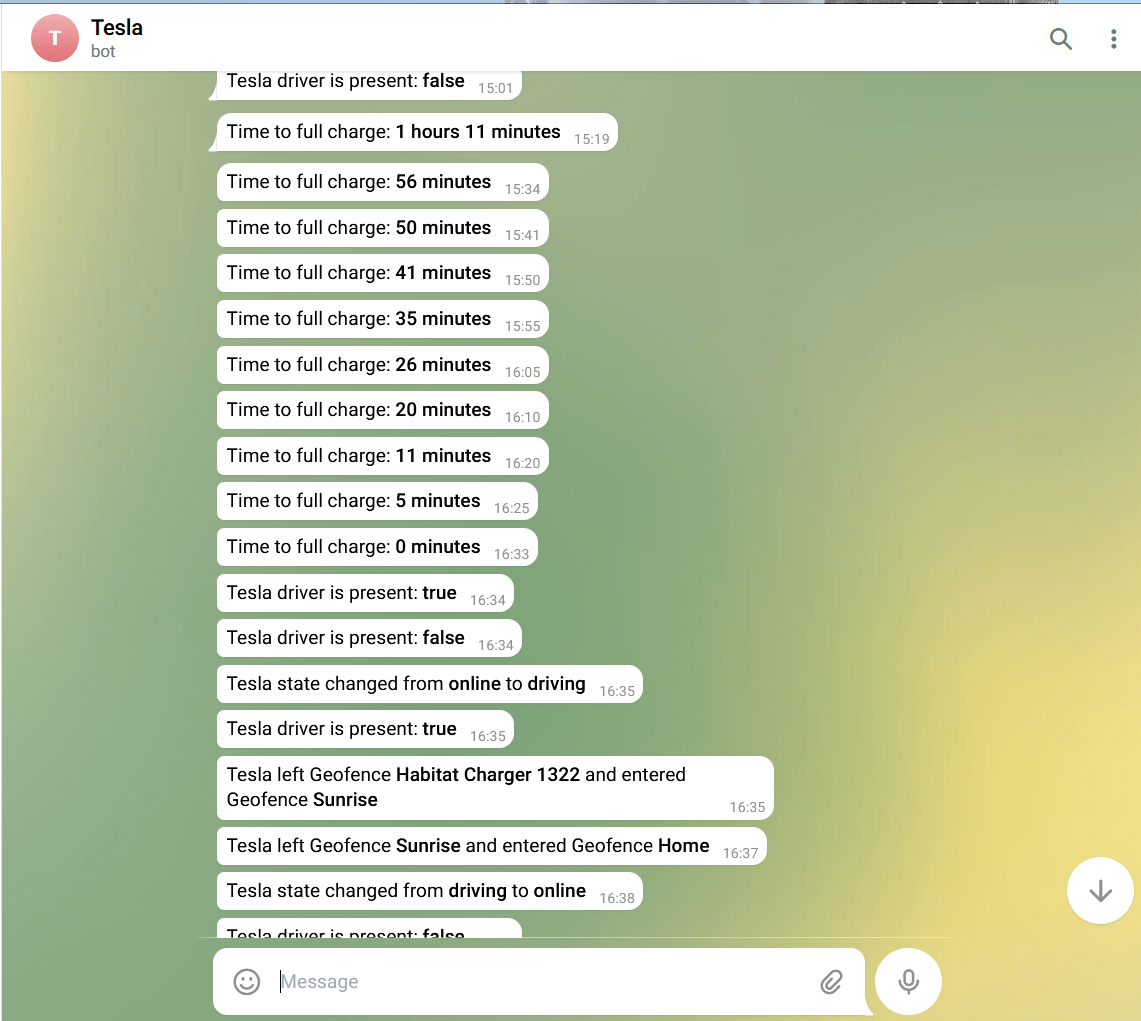 T
Tesla
bot
Tesla driver is present: false 15:01
Time to full charge: 1 hours 11 minutes 15:19
Time to full charge: 56 minutes 15:34
Time to full charge: 50 minutes 15:41
Time to full charge: 41 minutes 15:50
Time to full charge: 35 minutes 15:55
Time to full charge: 26 minutes 16:05
Time to full charge: 20 minutes 16:10
Time to full charge: 11 minutes 16:20
Time to full charge: 5 minutes 16:25
Time to full charge: 0 minutes 16:33
Tesla driver is present: true 16:34
Tesla driver is present: false 16:34
Tesla state changed from online to driving 16:35
Tesla driver is present: true 16:35
Tesla left Geofence Habitat Charger 1322 and entered
Geofence Sunrise 16:35
Tesla left Geofence Sunrise and entered Geofence Home 16:37
Tesla state changed from driving to online 16:38
Tesla driver is present: false
Message